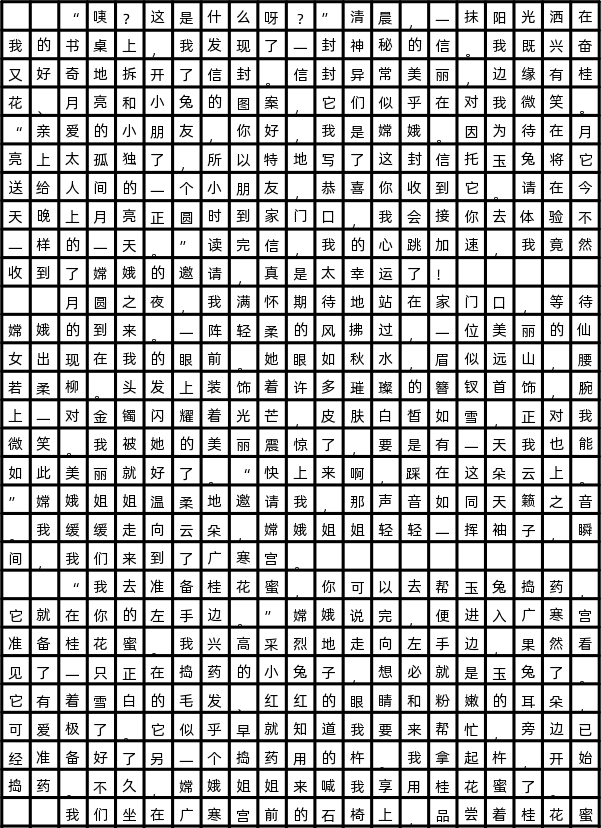 “咦？这是什么呀？”清晨，一抹阳光洒在
我的书桌上，我发现了一封神秘的信。我既兴奋
又好奇地拆开了信封。信封异常美丽，边缘有桂
花、月亮和小兔的图案，它们似乎在对我微笑。
“亲爱的小朋友，你好，我是嫦娥。因为待在月
亮上太孤独了，所以特地写了这封信托玉兔将它
送给人间的一个小朋友，恭喜你收到它。请在今
天晚上月亮正圆时到家门口，我会接你去体验不
一样的一天。”读完信，我的心跳加速，我竟然
收到了嫦娥的邀请，真是太幸运了！
月圆之夜，我满怀期待地站在家门口，等待
嫦娥的到来。一阵轻柔的风拂过，一位美丽的仙
女出现在我的眼前。她眼如秋水，眉似远山，腰
若柔柳。头发上装饰着许多璀璨的簪钗首饰，腕
上一对金镯闪耀着光芒，皮肤白皙如雪，正对我
微笑。我被她的美丽震惊了，要是有一天我也能
如此美丽就好了。“快上来啊，踩在这朵云上。
”嫦娥姐姐温柔地邀请我，那声音如同天籁之音
。我缓缓走向云朵，嫦娥姐姐轻轻一挥袖子，瞬
间，我们来到了广寒宫。
“我去准备桂花蜜，你可以去帮玉兔捣药，
它就在你的左手边。”嫦娥说完，便进入广寒宫
准备桂花蜜。我兴高采烈地走向左手边，果然看
见了一只正在捣药的小兔子，想必就是玉兔了。
它有着雪白的毛发、红红的眼睛和粉嫩的耳朵，
可爱极了。它似乎早就知道我要来帮忙，旁边已
经准备好了另一个捣药用的杵。我拿起杵，开始
捣药。不久，嫦娥姐姐来喊我享用桂花蜜了。
我们坐在广寒宫前的石椅上，品尝着桂花蜜